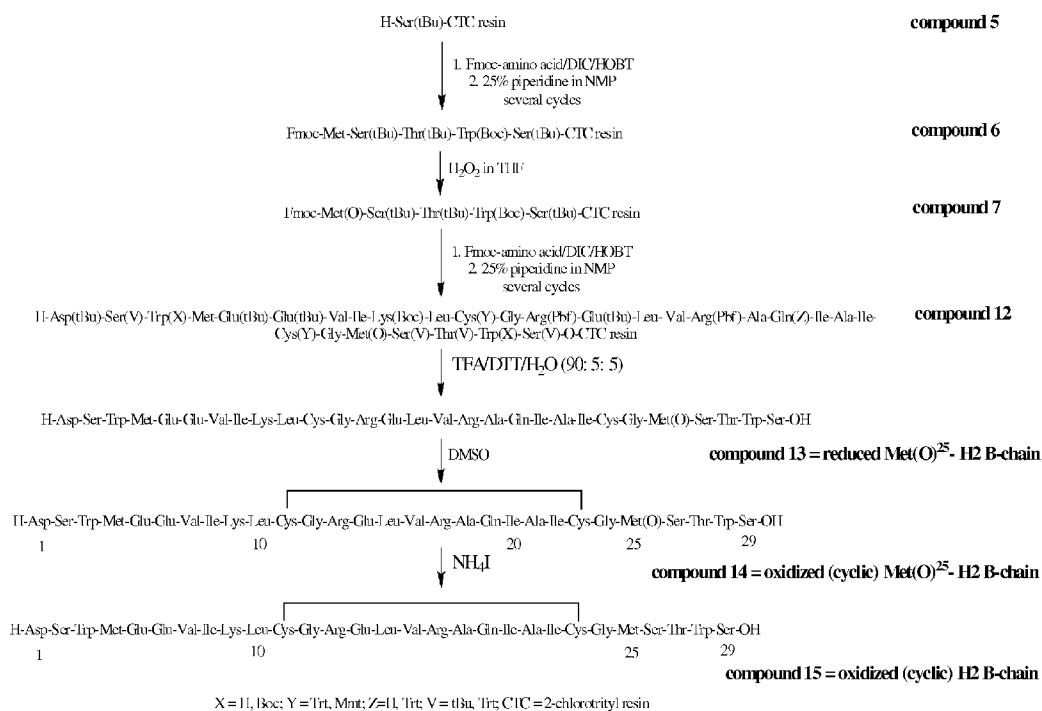 H-Ser(tBu)-CTC resin
compound 5
1. Fmoc-amino acid/DIC/HOBT
2. 25% piperidine in NMP
several cycles
Fmoc-Met-Ser(tBu)-Thr(tBu)-Trp(Boc)-Ser(tBu)-CTC resin
compound 6
H₂O₂ in THF
Fmoc-Met(O)-Ser(tBu)-Thr(tBu)-Trp(Boc)-Ser(tBu)-CTC resin
compound 7
1. Fmoc-amino acid/DIC/HOBT
2. 25% piperidine in NMP
several cycles
H-Asp(tBu)-Ser(V)-Trp(X)-Met-Glu(tBu)-Glu(tBu)-Val-Ile-Lys(Boc)-Leu-Cys(Y)-Gly-Arg(Pbf)-Glu(tBu)-Leu-Val-Arg(Pbf)-Ala-Gln(Z)-Ile-Ala-Ile-
compound 12
Cys(Y)-Gly-Met(O)-Ser(V)-Thr(V)-Trp(X)-Ser(V)-O-CTC resin
TFA/DTT/H₂O (90: 5: 5)
H-Asp-Ser-Trp-Met-Glu-Glu-Val-Ile-Lys-Leu-Cys-Gly-Arg-Glu-Leu-Val-Arg-Ala-Gln-Ile-Ala-Ile-Cys-Gly-Met(O)-Ser-Thr-Trp-Ser-OH
DMSO
compound 13 = reduced Met(O)²⁵- H2 B-chain
H-Asp-Ser-Trp-Met-Glu-Glu-Val-Ile-Lys-Leu-Cys-Gly-Arg-Glu-Leu-Val-Arg-Ala-Gln-Ile-Ala-Ile-Cys-Gly-Met(O)-Ser-Thr-Trp-Ser-OH
1 10 20 25 29
NH₄I
compound 14 = oxidized (cyclic) Met(O)²⁵- H2 B-chain
H-Asp-Ser-Trp-Met-Glu-Glu-Val-Ile-Lys-Leu-Cys-Gly-Arg-Glu-Leu-Val-Arg-Ala-Gln-Ile-Ala-Ile-Cys-Gly-Met-Ser-Thr-Trp-Ser-OH
1 10 25 29
compound 15 = oxidized (cyclic) H2 B-chain
X = H, Boc; Y = Trt, Mmt; Z=H, Trt; V = tBu, Trt; CTC = 2-chlorotrityl resin